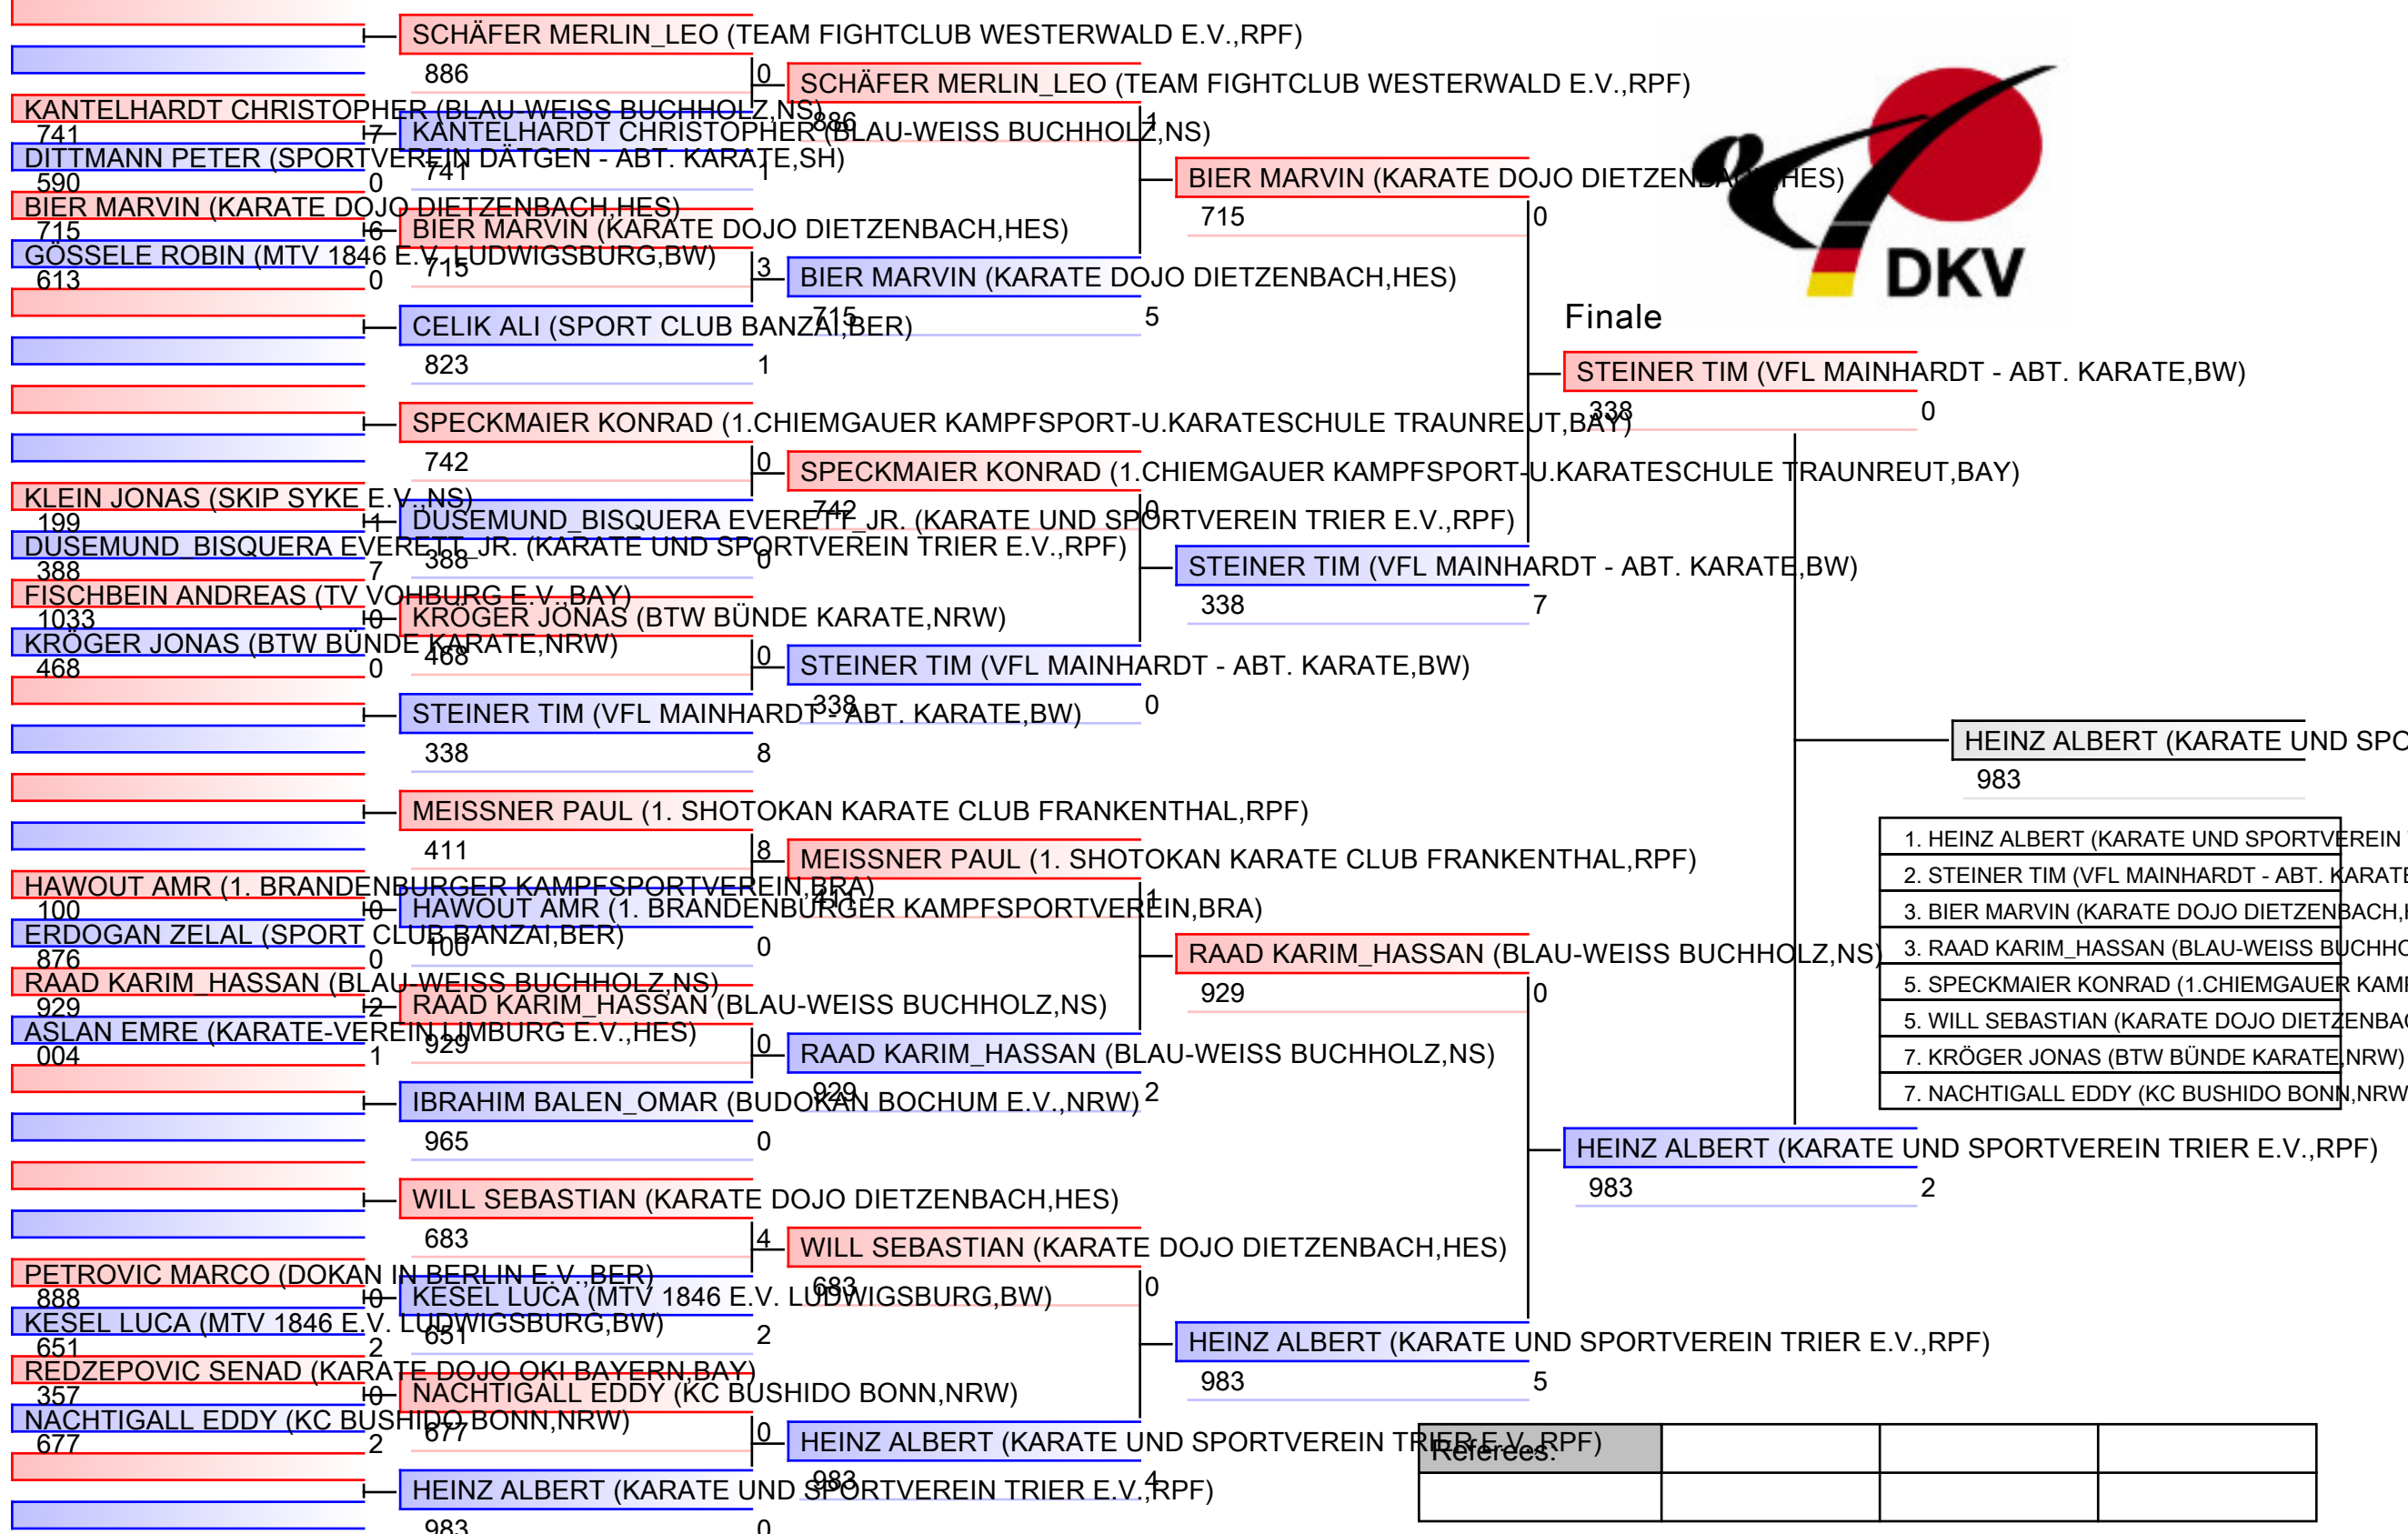 SCHÄFER MERLIN_LEO (TEAM FIGHTCLUB WESTERWALD E.V.,RPF)
886 0
KANTELHARDT CHRISTOPHER (BLAU-WEISS BUCHHOLZ,NS)
741 7
DITTMANN PETER (SPORTVEREIN DÄTGEN - ABT. KARATE,SH)
590 0
KANTELHARDT CHRISTOPHER (BLAU-WEISS BUCHHOLZ,NS)
741 1
BIER MARVIN (KARATE DOJO DIETZENBACH,HES)
715 6
GÖSSELE ROBIN (MTV 1846 E.V. LUDWIGSBURG,BW)
613 0
BIER MARVIN (KARATE DOJO DIETZENBACH,HES)
715 3
CELIK ALI (SPORT CLUB BANZAI,BER)
823 1
SPECKMAIER KONRAD (1.CHIEMGAUER KAMPFSPORT-U.KARATESCHULE TRAUNREUT,BAY)
742 0
KLEIN JONAS (SKIP SYKE E.V.,NS)
199 1
DUSEMUND_BISQUERA EVERETT_JR. (KARATE UND SPORTVEREIN TRIER E.V.,RPF)
388 7
DUSEMUND_BISQUERA EVERETT_JR. (KARATE UND SPORTVEREIN TRIER E.V.,RPF)
388 0
FISCHBEIN ANDREAS (TV VOHBURG E.V.,BAY)
1033 0
KRÖGER JONAS (BTW BÜNDE KARATE,NRW)
468 0
KRÖGER JONAS (BTW BÜNDE KARATE,NRW)
468 0
STEINER TIM (VFL MAINHARDT - ABT. KARATE,BW)
338 8
MEISSNER PAUL (1. SHOTOKAN KARATE CLUB FRANKENTHAL,RPF)
411 8
HAWOUT AMR (1. BRANDENBURGER KAMPFSPORTVEREIN,BRA)
100 0
ERDOGAN ZELAL (SPORT CLUB BANZAI,BER)
876 0
HAWOUT AMR (1. BRANDENBURGER KAMPFSPORTVEREIN,BRA)
100 0
RAAD KARIM_HASSAN (BLAU-WEISS BUCHHOLZ,NS)
929 2
ASLAN EMRE (KARATE-VEREIN LIMBURG E.V.,HES)
004 1
RAAD KARIM_HASSAN (BLAU-WEISS BUCHHOLZ,NS)
929 0
IBRAHIM BALEN_OMAR (BUDOKAN BOCHUM E.V.,NRW)
965 0
WILL SEBASTIAN (KARATE DOJO DIETZENBACH,HES)
683 4
PETROVIC MARCO (DOKAN IN BERLIN E.V.,BER)
888 0
KESEL LUCA (MTV 1846 E.V. LUDWIGSBURG,BW)
651 2
KESEL LUCA (MTV 1846 E.V. LUDWIGSBURG,BW)
651 2
REDZEPOVIC SENAD (KARATE DOJO OKI BAYERN,BAY)
357 0
NACHTIGALL EDDY (KC BUSHIDO BONN,NRW)
677 2
NACHTIGALL EDDY (KC BUSHIDO BONN,NRW)
677 0
HEINZ ALBERT (KARATE UND SPORTVEREIN TRIER E.V.,RPF)
983 0
SCHÄFER MERLIN_LEO (TEAM FIGHTCLUB WESTERWALD E.V.,RPF)
886 1
BIER MARVIN (KARATE DOJO DIETZENBACH,HES)
715 5
SPECKMAIER KONRAD (1.CHIEMGAUER KAMPFSPORT-U.KARATESCHULE TRAUNREUT,BAY)
742 0
STEINER TIM (VFL MAINHARDT - ABT. KARATE,BW)
338 0
MEISSNER PAUL (1. SHOTOKAN KARATE CLUB FRANKENTHAL,RPF)
411 1
RAAD KARIM_HASSAN (BLAU-WEISS BUCHHOLZ,NS)
929 2
WILL SEBASTIAN (KARATE DOJO DIETZENBACH,HES)
683 0
HEINZ ALBERT (KARATE UND SPORTVEREIN TRIER E.V.,RPF)
983 4
BIER MARVIN (KARATE DOJO DIETZENBACH,HES)
715 0
STEINER TIM (VFL MAINHARDT - ABT. KARATE,BW)
338 7
RAAD KARIM_HASSAN (BLAU-WEISS BUCHHOLZ,NS)
929 0
HEINZ ALBERT (KARATE UND SPORTVEREIN TRIER E.V.,RPF)
983 5
DKV
Finale
STEINER TIM (VFL MAINHARDT - ABT. KARATE,BW)
338 0
HEINZ ALBERT (KARATE UND SPORTVEREIN TRIER E.V.,RPF)
983 2
HEINZ ALBERT (KARATE UND SPO
983
1. HEINZ ALBERT (KARATE UND SPORTVEREIN
2. STEINER TIM (VFL MAINHARDT - ABT. KARATE
3. BIER MARVIN (KARATE DOJO DIETZENBACH,H
3. RAAD KARIM_HASSAN (BLAU-WEISS BUCHHO
5. SPECKMAIER KONRAD (1.CHIEMGAUER KAMP
5. WILL SEBASTIAN (KARATE DOJO DIETZENBAC
7. KRÖGER JONAS (BTW BÜNDE KARATE,NRW)
7. NACHTIGALL EDDY (KC BUSHIDO BONN,NRW
Referees: